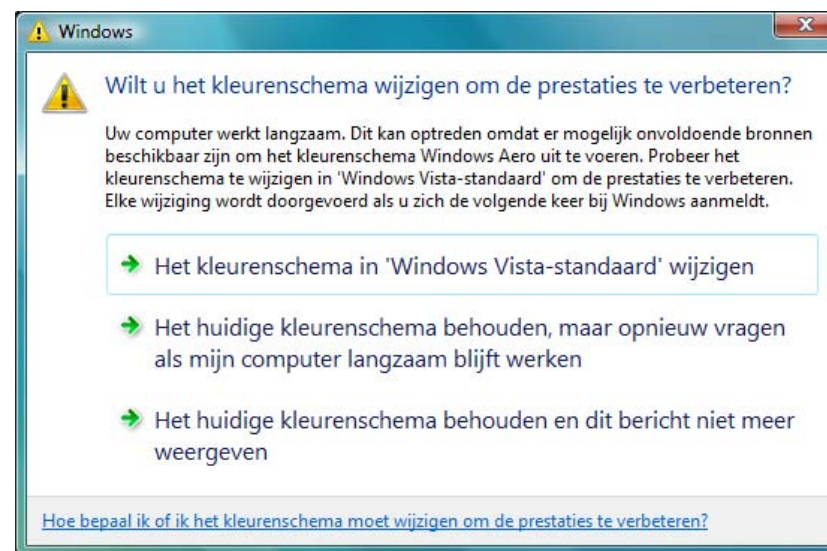 Windows
Wilt u het kleurenschema wijzigen om de prestaties te verbeteren?
Uw computer werkt langzaam. Dit kan optreden omdat er mogelijk onvoldoende bronnen
beschikbaar zijn om het kleurenschema Windows Aero uit te voeren. Probeer het
kleurenschema te wijzigen in 'Windows Vista-standaard' om de prestaties te verbeteren.
Elke wijziging wordt doorgevoerd als u zich de volgende keer bij Windows aanmeldt.
Het kleurenschema in 'Windows Vista-standaard' wijzigen
Het huidige kleurenschema behouden, maar opnieuw vragen
als mijn computer langzaam blijft werken
Het huidige kleurenschema behouden en dit bericht niet meer
weergeven
Hoe bepaal ik of ik het kleurenschema moet wijzigen om de prestaties te verbeteren?